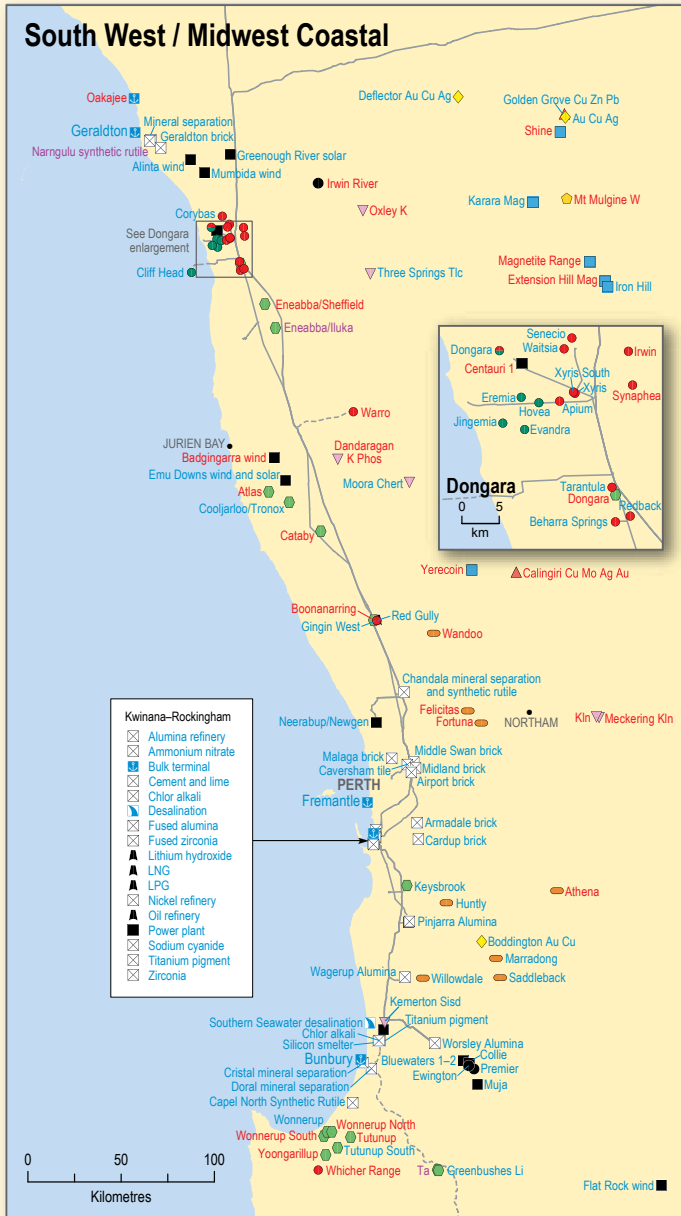 South West / Midwest Coastal
Oakajee
Deflector Au Cu Ag
Golden Grove Cu Zn Pb
Au Cu Ag
Shine
Geraldton
Mineral separation
Geraldton brick
Narngulu synthetic rutile
Greenough River solar
Alinta wind
Mumbida wind
Irwin River
Karara Mag
Mt Mulgine W
Oxley K
Corybas
See Dongara
enlargement
Cliff Head
Three Springs Tlc
Magnetite Range
Extension Hill Mag
Iron Hill
Eneabba/Sheffield
Eneabba/Iluka
Senecio
Waitsia
Dongara
Irwin
Centauri 1
Xyris South
Xyris
Synaphea
Eremia
Hovea
Apium
Jingemia
Evandra
Dongara
0 5
km
Tarantula
Dongara
Redback
Beharra Springs
Warro
JURIEN BAY
Badgingarra wind
Dandaragan
K Phos
Emu Downs wind and solar
Moora Chert
Atlas
Cooljarloo/Tronox
Cataby
Yerecoin
Calingiri Cu Mo Ag Au
Boonanarring
Red Gully
Gingin West
Wandoo
Chandala mineral separation
and synthetic rutile
Neerabup/Newgen
Felicitas
Fortuna
NORTHAM
Kln
Meckering Kln
Kwinana–Rockingham
Alumina refinery
Ammonium nitrate
Bulk terminal
Cement and lime
Chlor alkali
Desalination
Fused alumina
Fused zirconia
Lithium hydroxide
LNG
LPG
Nickel refinery
Oil refinery
Power plant
Sodium cyanide
Titanium pigment
Zirconia
Malaga brick
Middle Swan brick
Caversham tile
Midland brick
PERTH
Airport brick
Fremantle
Armadale brick
Cardup brick
Keysbrook
Athena
Huntly
Pinjarra Alumina
Boddington Au Cu
Marradong
Wagerup Alumina
Willowdale
Saddleback
Kemerton Sisd
Southern Seawater desalination
Titanium pigment
Chlor alkali
Silicon smelter
Worsley Alumina
Bunbury
Bluewaters 1–2
Collie
Cristal mineral separation
Ewington
Premier
Doral mineral separation
Muja
Capel North Synthetic Rutile
Wonnerup
Wonnerup North
Wonnerup South
Tutunup
Yoongarillup
Tutunup South
Whicher Range
Ta
Greenbushes Li
Flat Rock wind
0 50 100
Kilometres